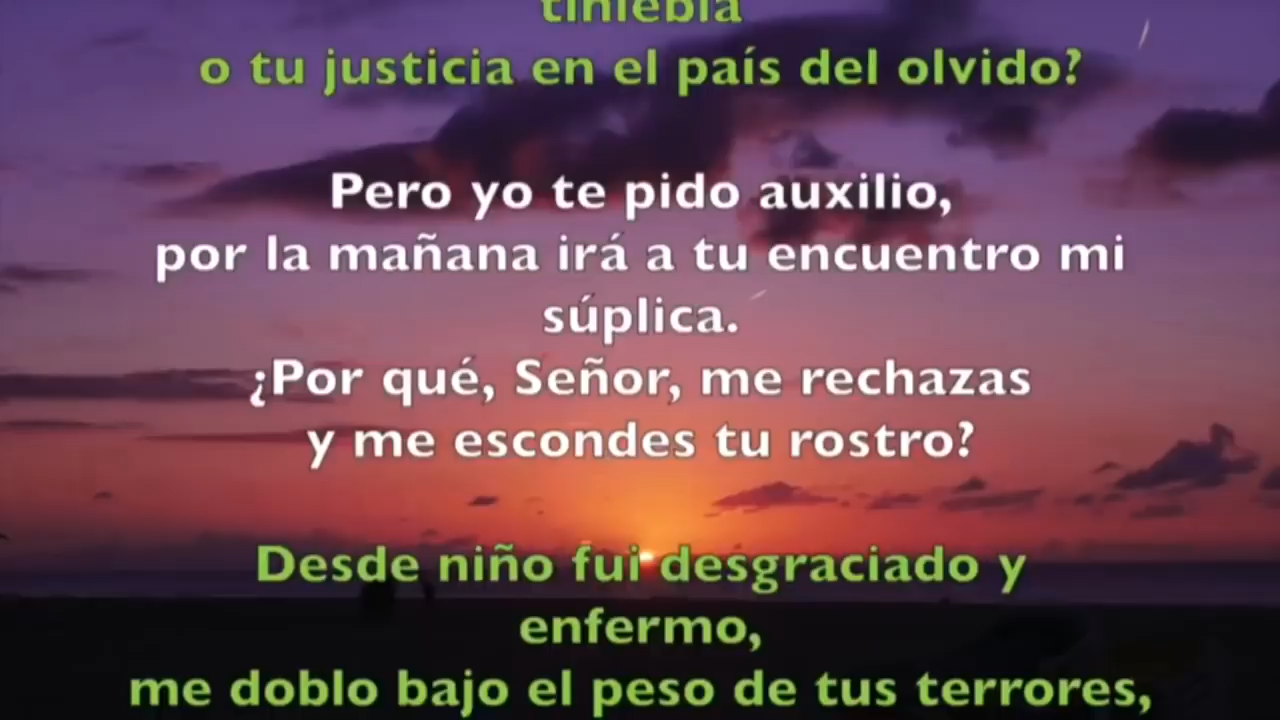 tiniebla
o tu justicia en el país del olvido?
Pero yo te pido auxilio,
por la mañana irá a tu encuentro mi
súplica.
¿Por qué, Señor, me rechazas
y me escondes tu rostro?
Desde niño fui desgraciado y
enfermo,
me doblo bajo el peso de tus terrores,